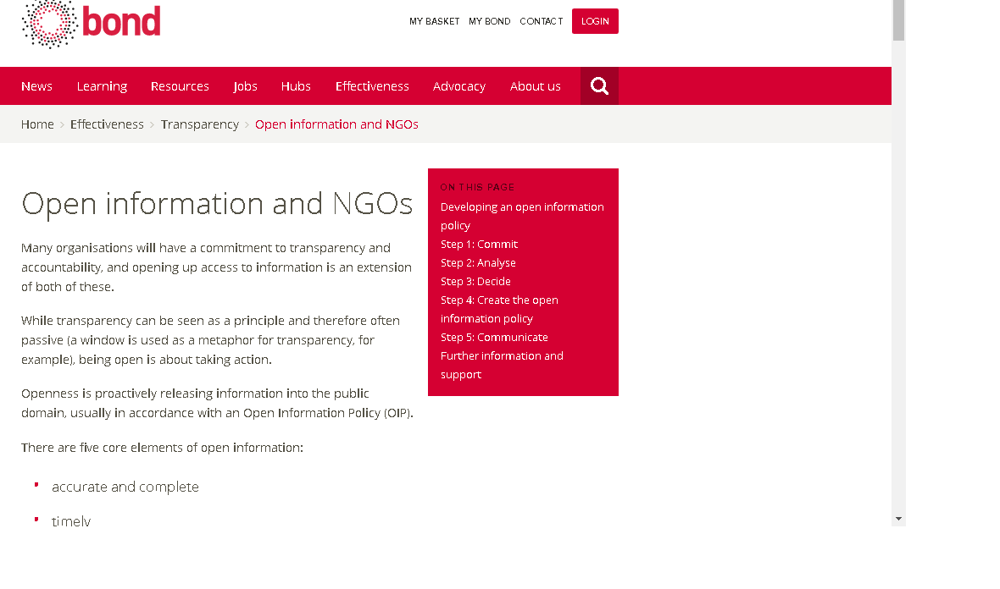 bond
MY BASKET MY BOND CONTACT LOGIN
News Learning Resources Jobs Hubs Effectiveness Advocacy About us
Home > Effectiveness > Transparency > Open information and NGOs
Open information and NGOs
Many organisations will have a commitment to transparency and
accountability, and opening up access to information is an extension
of both of these.
While transparency can be seen as a principle and therefore often
passive (a window is used as a metaphor for transparency, for
example), being open is about taking action.
Openness is proactively releasing information into the public
domain, usually in accordance with an Open Information Policy (OIP).
There are five core elements of open information:
accurate and complete
timely
ON THIS PAGE
Developing an open information
policy
Step 1: Commit
Step 2: Analyse
Step 3: Decide
Step 4: Create the open
information policy
Step 5: Communicate
Further information and
support